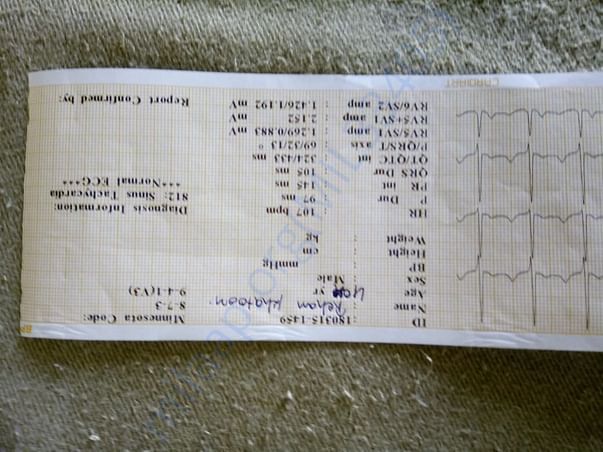 ID : 180315-1459 Minnesota Code:
Name : Rehan Khatoon 8-7-3
Age : yr 9-4-1(V3)
Sex : Male
BP : mmHg
Height : cm
Weight : kg
HR : 107 bpm Diagnosis Information:
P Dur : 97 ms 812: Sinus Tachycardia
PR int : 145 ms ***Normal ECG***
QRS Dur : 105 ms
QT/QTC int : 324/433 ms
P/QRS/T axis : 69/32/13 °
RV5/SV1 amp : 1.269/0.883 mV
RV5+SV1 amp : 2.152 mV
RV6/SV2 amp : 1.426/1.192 mV Report Confirmed by:
CARDIART